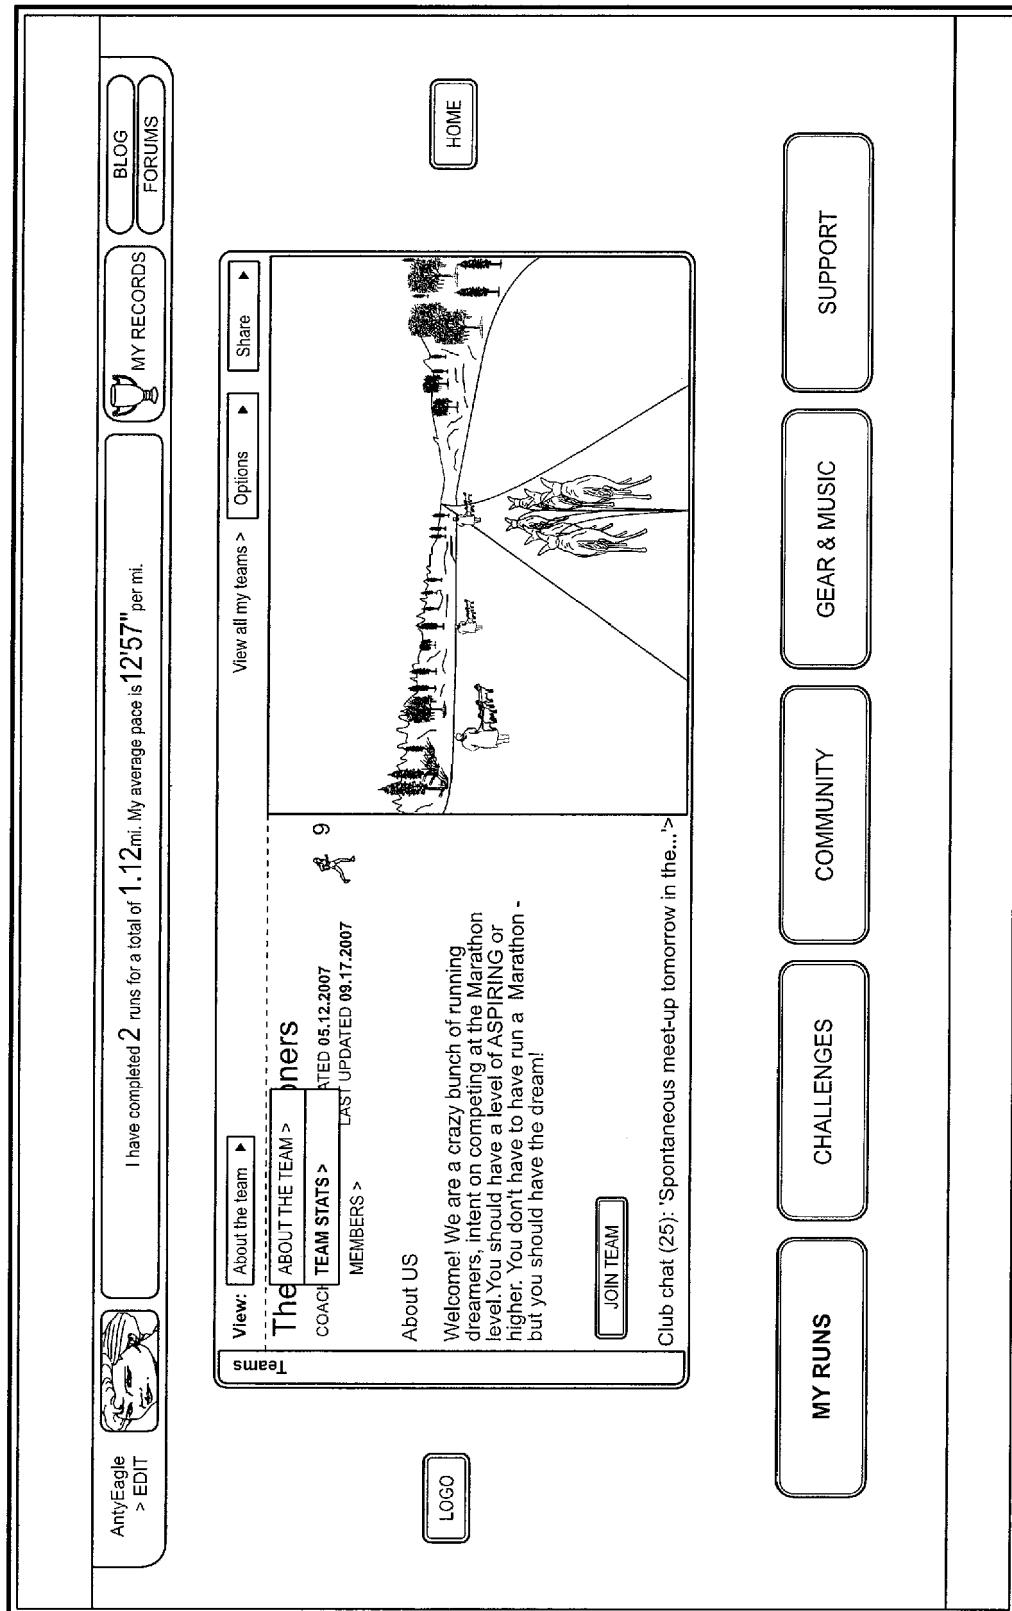 AntyEagle
> EDIT
I have completed 2 runs for a total of 1.12mi. My average pace is 12'57" per mi.
MY RECORDS
BLOG
FORUMS
View: About the team ▶
View all my teams >
Options ▶
Share ▶
Teams
The
oners
ABOUT THE TEAM >
TEAM STATS >
MEMBERS >
COACH
ATED 05.12.2007
LAST UPDATED 09.17.2007
9
About US
Welcome! We are a crazy bunch of running
dreamers, intent on competing at the Marathon
level.You should have a level of ASPIRING or
higher. You don't have to have run a Marathon -
but you should have the dream!
JOIN TEAM
Club chat (25): 'Spontaneous meet-up tomorrow in the...'>
LOGO
HOME
MY RUNS
CHALLENGES
COMMUNITY
GEAR & MUSIC
SUPPORT